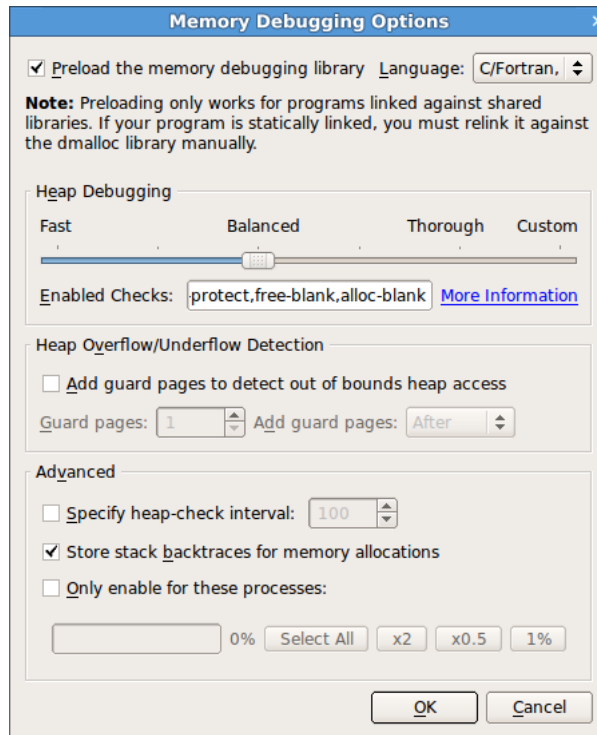 Memory Debugging Options
Preload the memory debugging library Language: C/Fortran,
Note: Preloading only works for programs linked against shared
libraries. If your program is statically linked, you must relink it against
the dmalloc library manually.
Heap Debugging
Fast Balanced Thorough Custom
Enabled Checks: -protect,free-blank,alloc-blank More Information
Heap Overflow/Underflow Detection
Add guard pages to detect out of bounds heap access
Guard pages: 1 Add guard pages: After
Advanced
Specify heap-check interval: 100
Store stack backtraces for memory allocations
Only enable for these processes:
0% Select All x2 x0.5 1%
OK Cancel